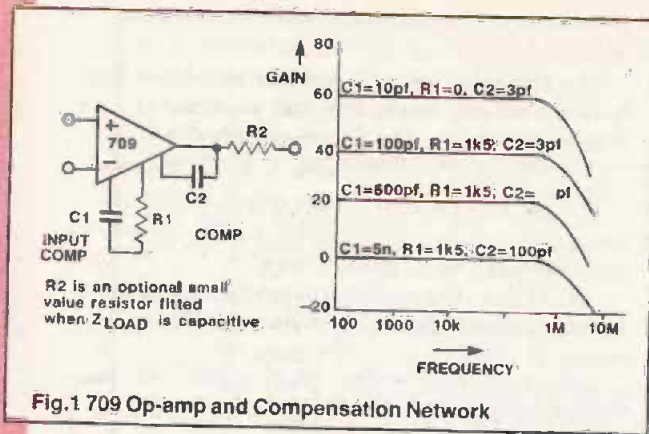 80
GAIN
C1=10pf, R1=0, C2=3pf
60
C1=100pf, R1=1k5, C2=3pf
40
C1=600pf, R1=1k5, C2= pf
20
C1=5n, R1=1k5, C2=100pf
0
-20
100 1000 10k 1M 10M
FREQUENCY
+
709
-
R2
C2
C1
R1
INPUT
COMP
COMP
R2 is an optional small
value resistor fitted
when ZLOAD is capacitive
Fig.1 709 Op-amp and Compensation Network